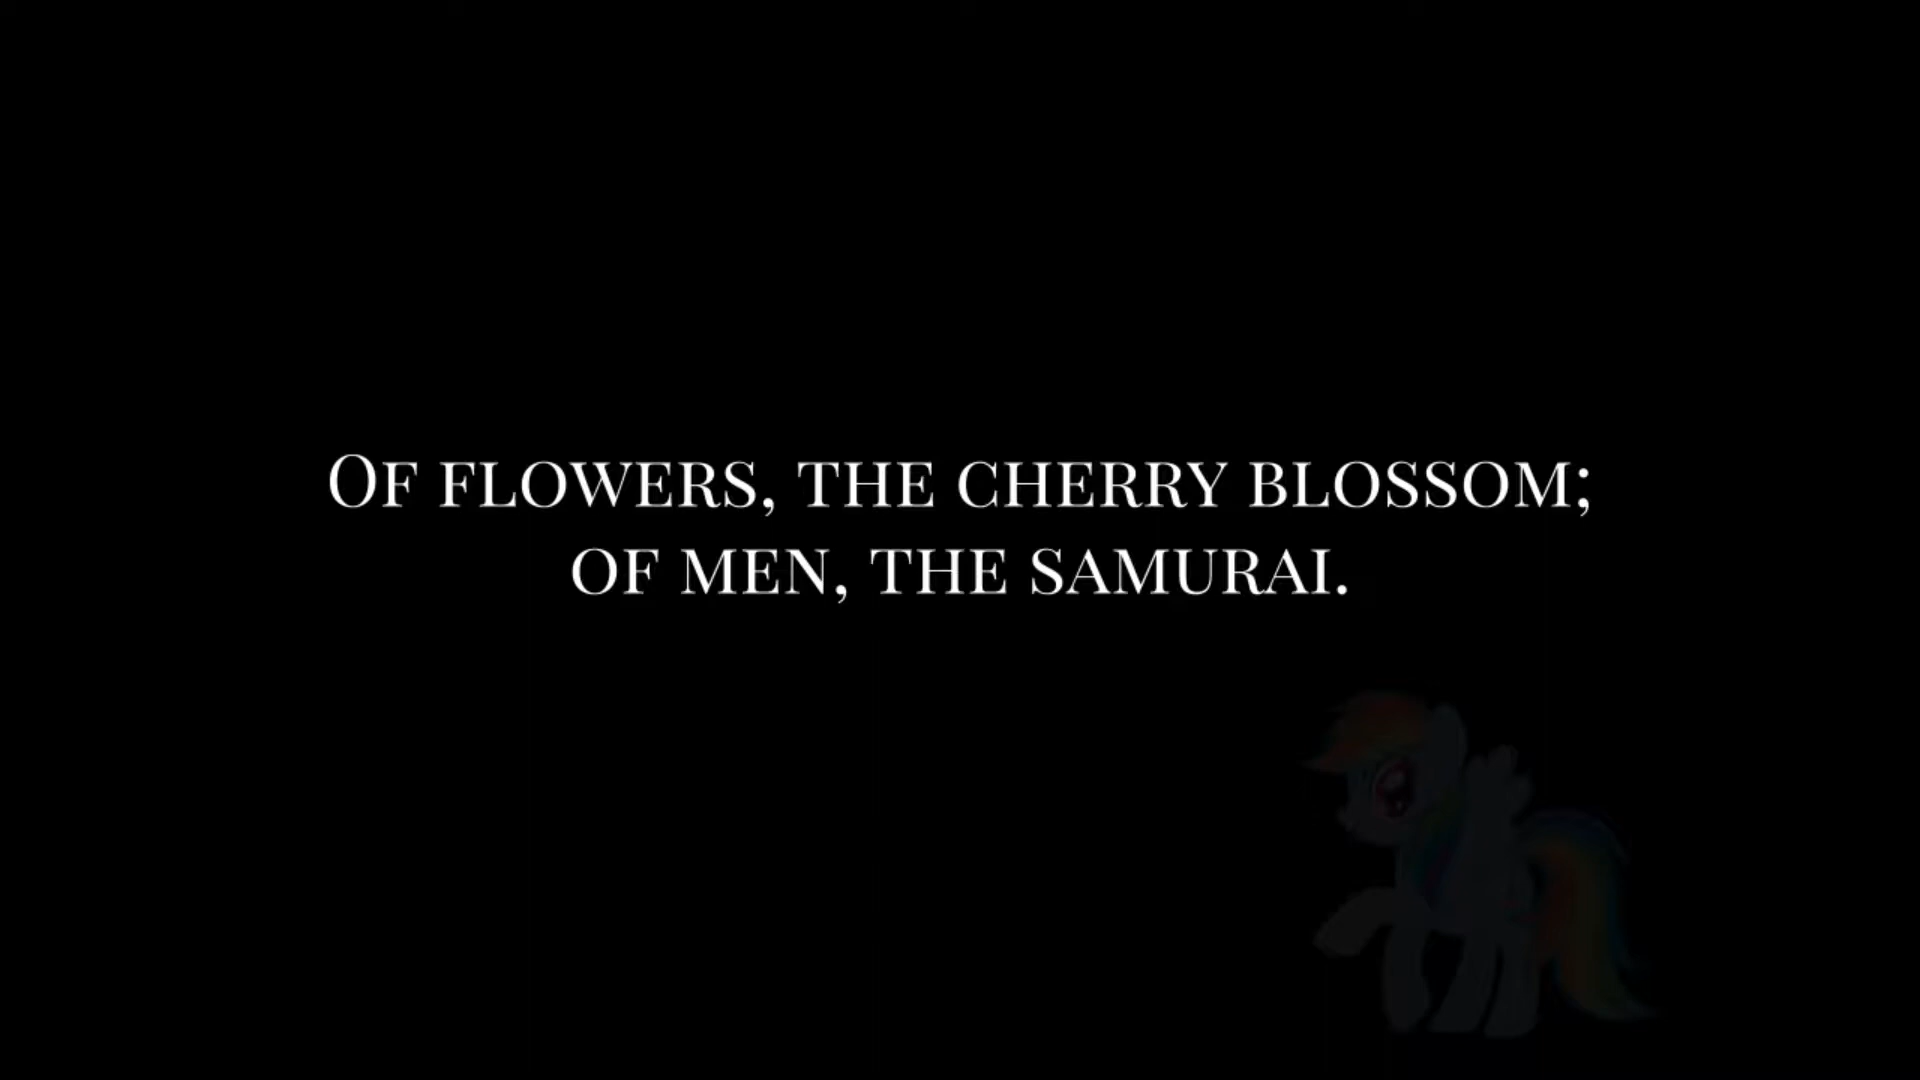 Of flowers, the cherry blossom;
of men, the samurai.